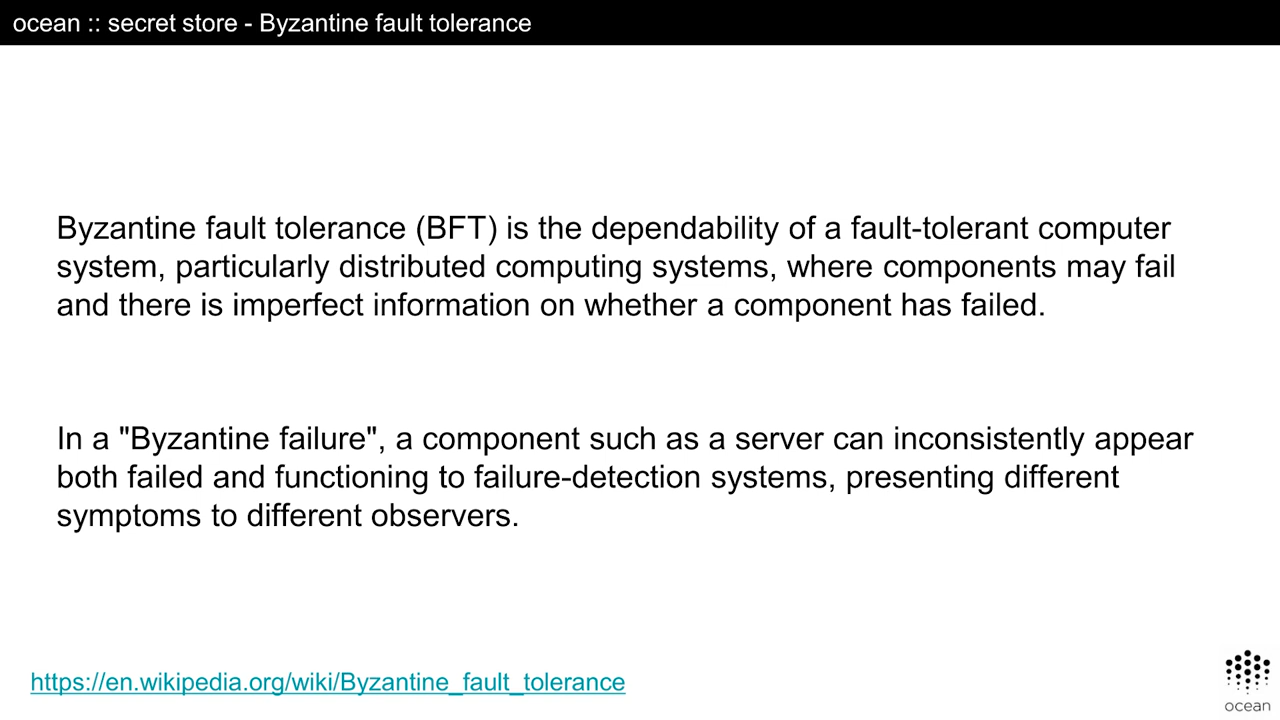 ocean :: secret store - Byzantine fault tolerance
Byzantine fault tolerance (BFT) is the dependability of a fault-tolerant computer
system, particularly distributed computing systems, where components may fail
and there is imperfect information on whether a component has failed.
In a "Byzantine failure", a component such as a server can inconsistently appear
both failed and functioning to failure-detection systems, presenting different
symptoms to different observers.
https://en.wikipedia.org/wiki/Byzantine_fault_tolerance
ocean